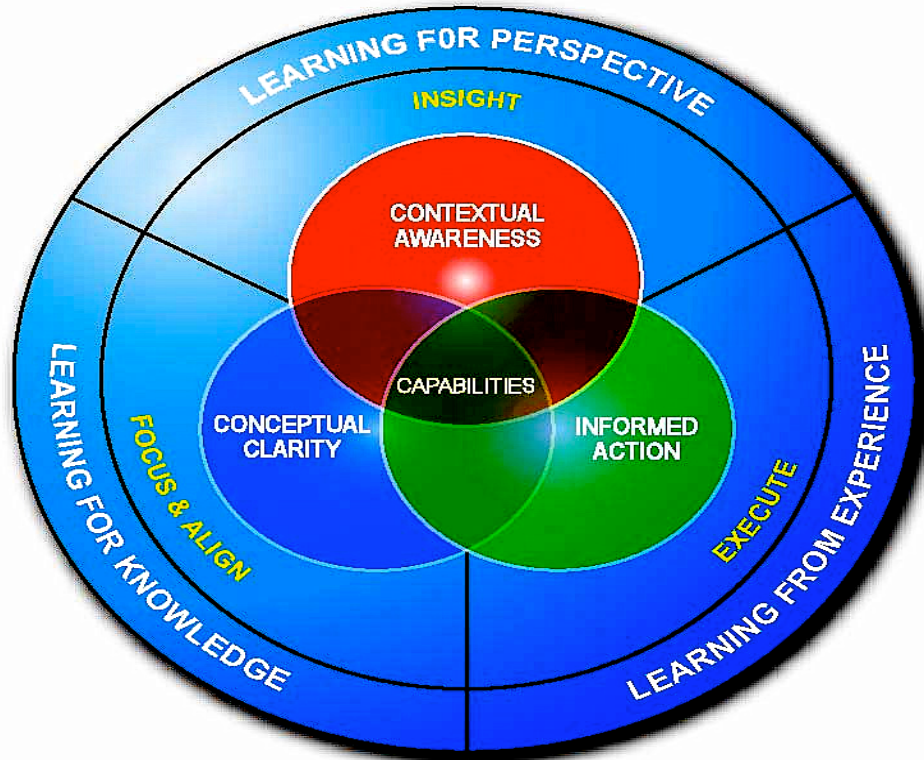 LEARNING F0R PERSPECTIVE
INSIGHT
CONTEXTUAL
AWARENESS
CAPABILITIES
CONCEPTUAL
CLARITY
INFORMED
ACTION
FOCUS & ALIGN
EXECUTE
LEARNING FOR KNOWLEDGE
LEARNING FROM EXPERIENCE